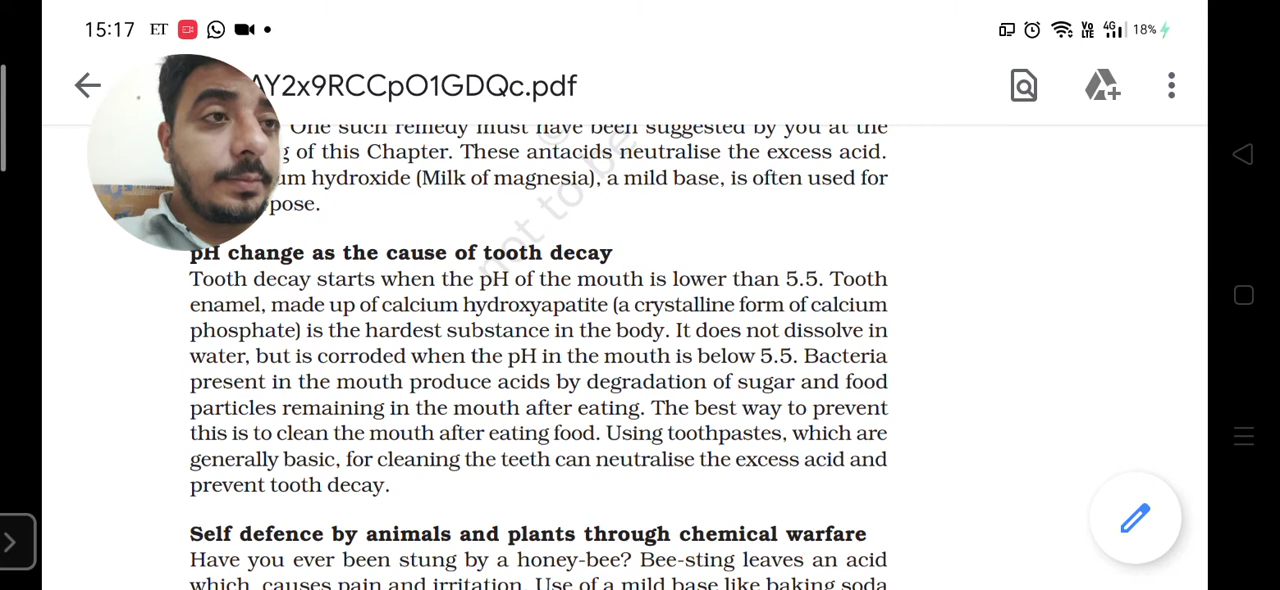 15:17 ET
4G 18%
AY2x9RCCpO1GDQc.pdf
One such remedy must have been suggested by you at the
of this Chapter. These antacids neutralise the excess acid.
um hydroxide (Milk of magnesia), a mild base, is often used for
pose.
pH change as the cause of tooth decay
Tooth decay starts when the pH of the mouth is lower than 5.5. Tooth
enamel, made up of calcium hydroxyapatite (a crystalline form of calcium
phosphate) is the hardest substance in the body. It does not dissolve in
water, but is corroded when the pH in the mouth is below 5.5. Bacteria
present in the mouth produce acids by degradation of sugar and food
particles remaining in the mouth after eating. The best way to prevent
this is to clean the mouth after eating food. Using toothpastes, which are
generally basic, for cleaning the teeth can neutralise the excess acid and
prevent tooth decay.
Self defence by animals and plants through chemical warfare
Have you ever been stung by a honey-bee? Bee-sting leaves an acid
which causes pain and irritation. Use of a mild base like baking soda
© not to be